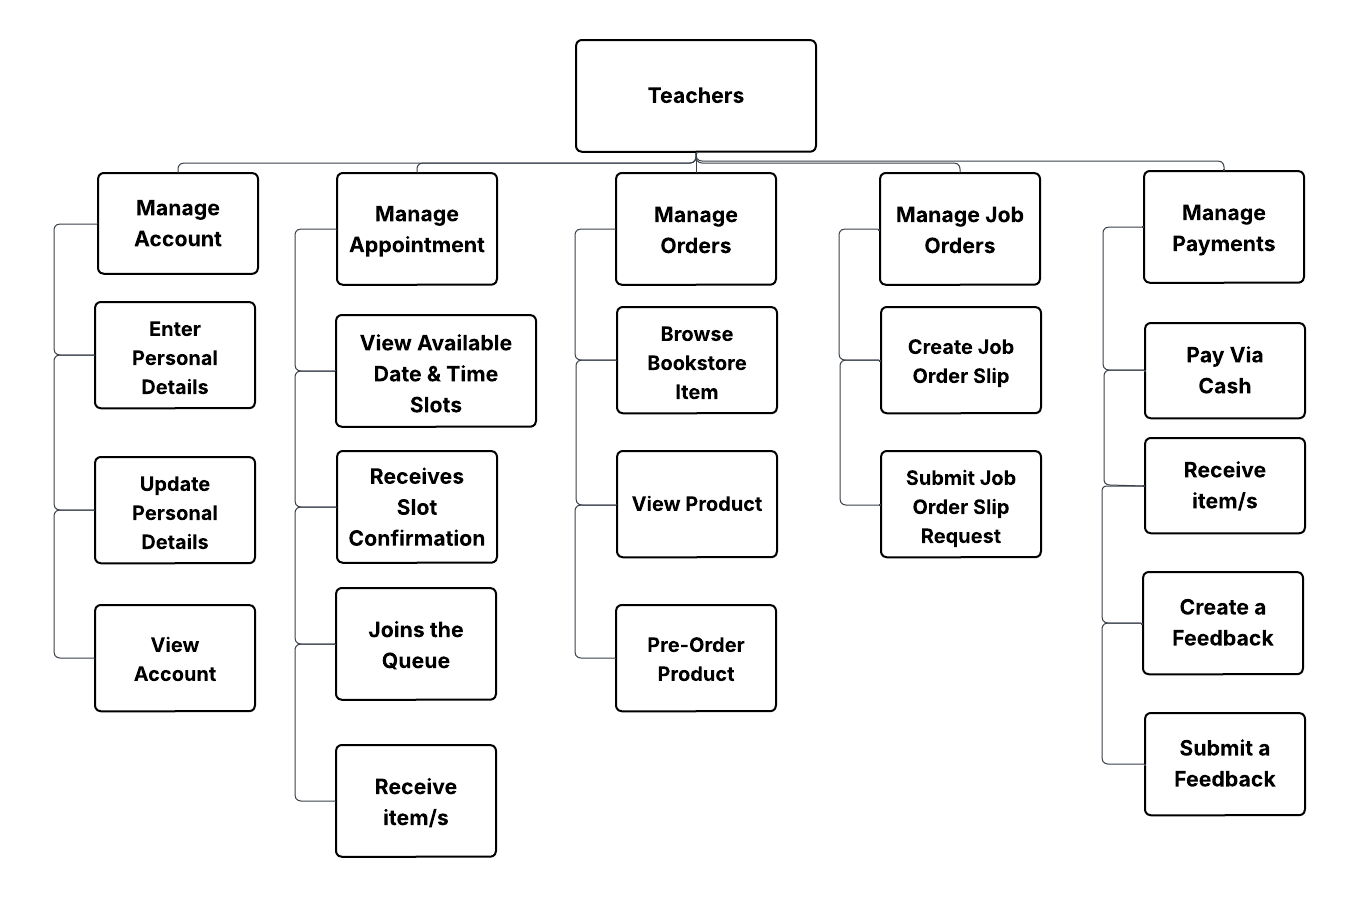 Teachers
Manage
Account
Enter
Personal
Details
Update
Personal
Details
View
Account
Manage
Appointment
View Available
Date & Time
Slots
Receives
Slot
Confirmation
Joins the
Queue
Receive
item/s
Manage
Orders
Browse
Bookstore
Item
View Product
Pre-Order
Product
Manage Job
Orders
Create Job
Order Slip
Submit Job
Order Slip
Request
Manage
Payments
Pay Via
Cash
Receive
item/s
Create a
Feedback
Submit a
Feedback